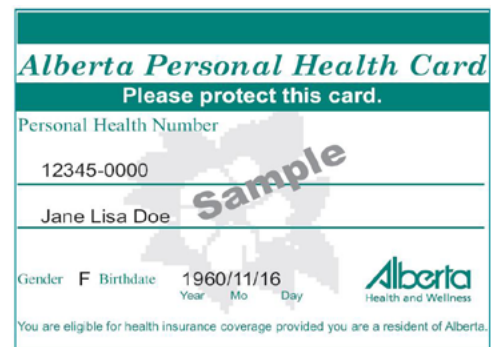 Alberta Personal Health Card
Please protect this card.
Personal Health Number
12345-0000
Sample
Jane Lisa Doe
Gender F Birthdate 1960/11/16
Year Mo Day
Alberta
Health and Wellness
You are eligible for health insurance coverage provided you are a resident of Alberta.